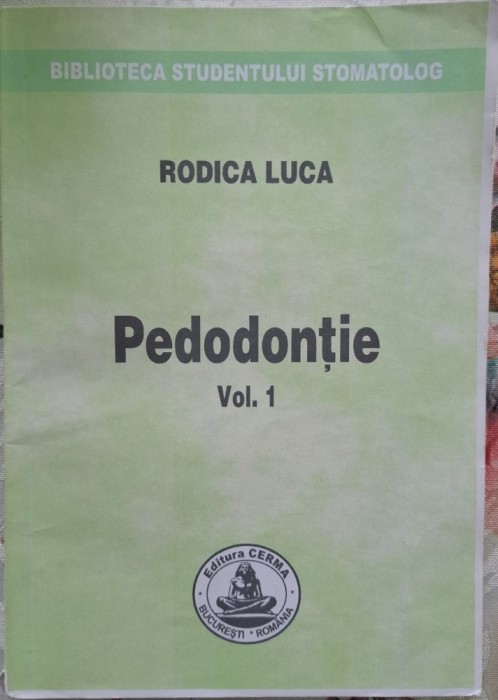 BIBLIOTECA STUDENTULUI STOMATOLOG
RODICA LUCA
Pedodonție
Vol. 1
Editura CERMA
BUCUREȘTI * ROMÂNIA